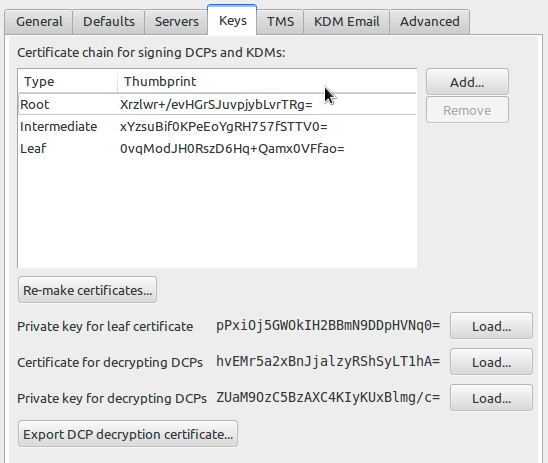 General Defaults Servers Keys TMS KDM Email Advanced
Certificate chain for signing DCPs and KDMs:
Type Thumbprint
Add...
Root Xrzlwr+/evHGrSJuvpjybLvrTRg=
Remove
Intermediate xYzsuBif0KPeEoYgRH757fSTTV0=
Leaf 0vqModJH0RszD6Hq+Qamx0VFfao=
Re-make certificates...
Private key for leaf certificate pPxiOj5GWOkIH2BBmN9DDpHVNq0= Load...
Certificate for decrypting DCPs hvEMr5a2xBnJjalzyRShSyLT1hA= Load...
Private key for decrypting DCPs ZUaM9OzC5BzAXC4KIyKUxBlmg/c= Load...
Export DCP decryption certificate...